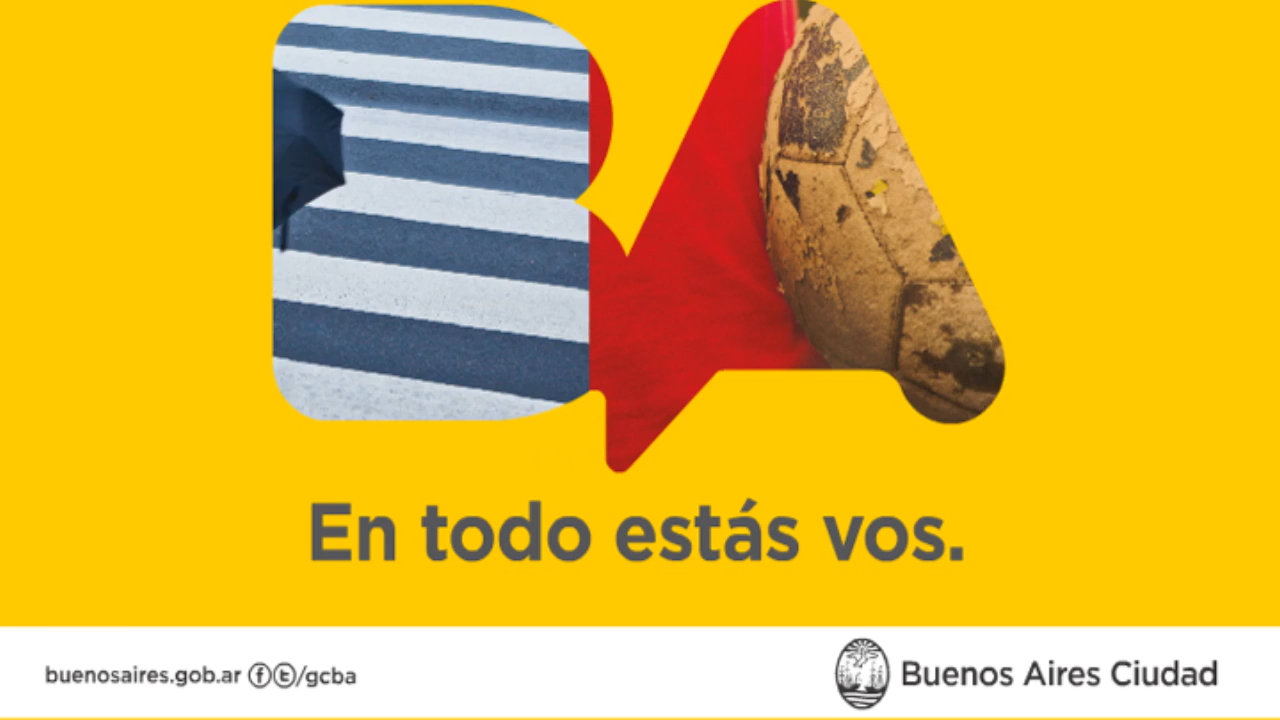 BA
En todo estás vos.
buenosaires.gob.ar /gcba
Buenos Aires Ciudad